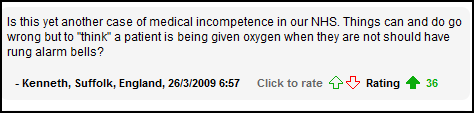 Is this yet another case of medical incompetence in our NHS. Things can and do go
wrong but to "think" a patient is being given oxygen when they are not should have
rung alarm bells?
- Kenneth, Suffolk, England, 26/3/2009 6:57 Click to rate Rating 36